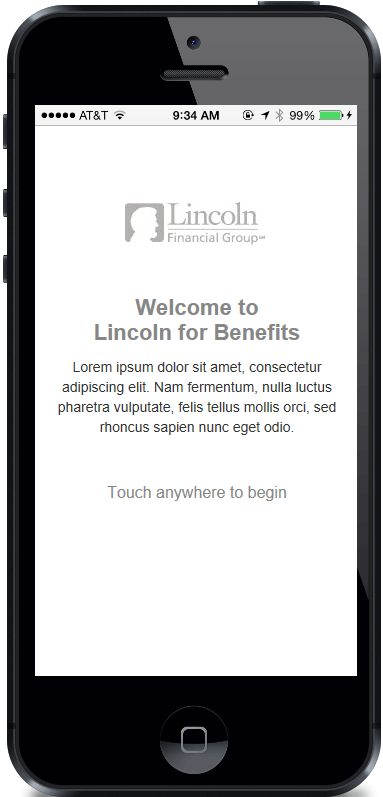 AT&T 9:34 AM 99%
Lincoln
Financial Group℠
Welcome to
Lincoln for Benefits
Lorem ipsum dolor sit amet, consectetur
adipiscing elit. Nam fermentum, nulla luctus
pharetra vulputate, felis tellus mollis orci, sed
rhoncus sapien nunc eget odio.
Touch anywhere to begin